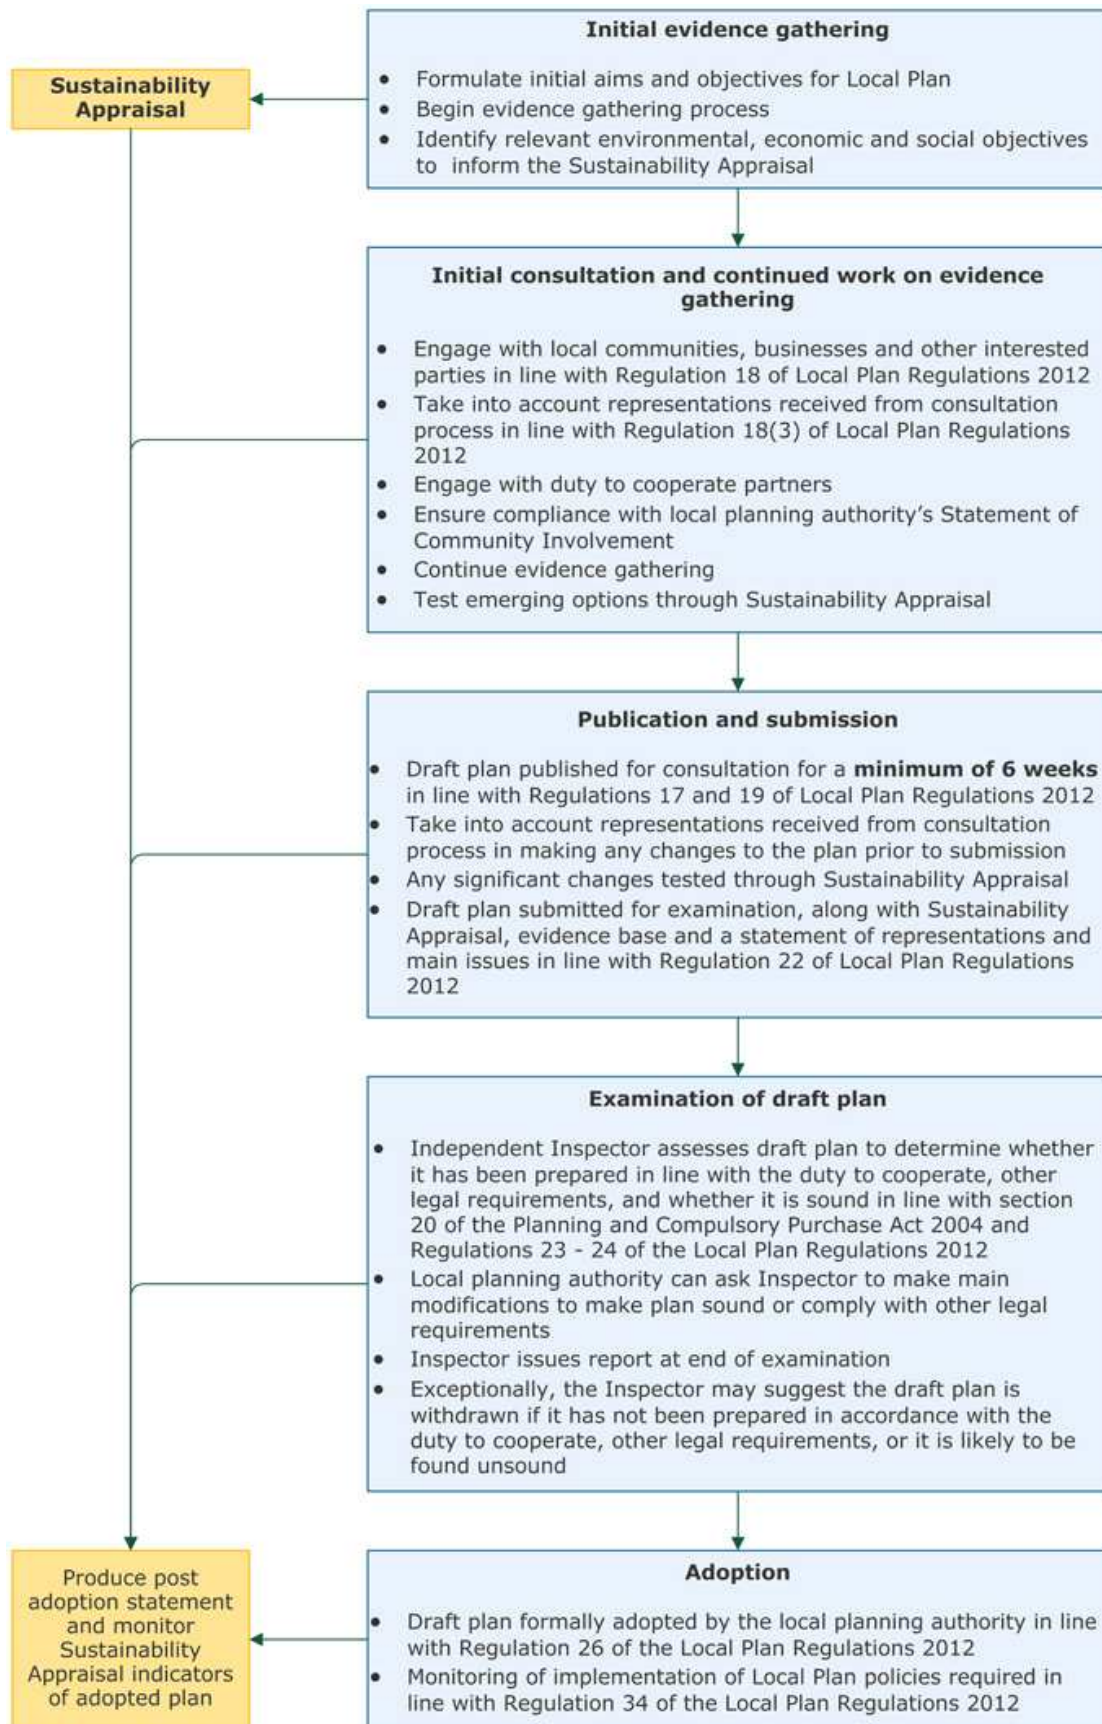 Initial evidence gathering
• Formulate initial aims and objectives for Local Plan
• Begin evidence gathering process
• Identify relevant environmental, economic and social objectives
to  inform the Sustainability Appraisal
Sustainability
Appraisal
Initial consultation and continued work on evidence
gathering
• Engage with local communities, businesses and other interested
parties in line with Regulation 18 of Local Plan Regulations 2012
• Take into account representations received from consultation
process in line with Regulation 18(3) of Local Plan Regulations
2012
• Engage with duty to cooperate partners
• Ensure compliance with local planning authority’s Statement of
Community Involvement
• Continue evidence gathering
• Test emerging options through Sustainability Appraisal
Publication and submission
• Draft plan published for consultation for a minimum of 6 weeks
in line with Regulations 17 and 19 of Local Plan Regulations 2012
• Take into account representations received from consultation
process in making any changes to the plan prior to submission
• Any significant changes tested through Sustainability Appraisal
• Draft plan submitted for examination, along with Sustainability
Appraisal, evidence base and a statement of representations and
main issues in line with Regulation 22 of Local Plan Regulations
2012
Examination of draft plan
• Independent Inspector assesses draft plan to determine whether
it has been prepared in line with the duty to cooperate, other
legal requirements, and whether it is sound in line with section
20 of the Planning and Compulsory Purchase Act 2004 and
Regulations 23 - 24 of the Local Plan Regulations 2012
• Local planning authority can ask Inspector to make main
modifications to make plan sound or comply with other legal
requirements
• Inspector issues report at end of examination
• Exceptionally, the Inspector may suggest the draft plan is
withdrawn if it has not been prepared in accordance with the
duty to cooperate, other legal requirements, or it is likely to be
found unsound
Adoption
• Draft plan formally adopted by the local planning authority in line
with Regulation 26 of the Local Plan Regulations 2012
• Monitoring of implementation of Local Plan policies required in
line with Regulation 34 of the Local Plan Regulations 2012
Produce post
adoption statement
and monitor
Sustainability
Appraisal indicators
of adopted plan